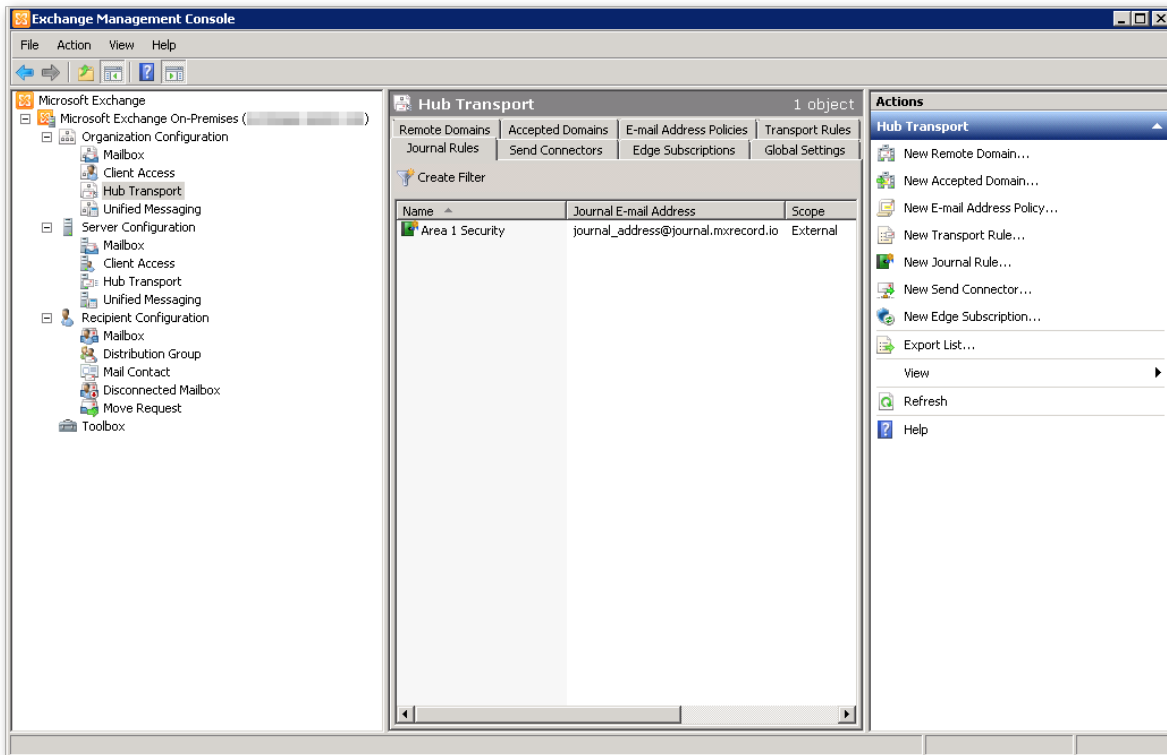 Exchange Management Console
File Action View Help
Microsoft Exchange
Microsoft Exchange On-Premises ( )
Organization Configuration
Mailbox
Client Access
Hub Transport
Unified Messaging
Server Configuration
Mailbox
Client Access
Hub Transport
Unified Messaging
Recipient Configuration
Mailbox
Distribution Group
Mail Contact
Disconnected Mailbox
Move Request
Toolbox
Hub Transport 1 object
Remote Domains Accepted Domains E-mail Address Policies Transport Rules
Journal Rules Send Connectors Edge Subscriptions Global Settings
Create Filter
Name Journal E-mail Address Scope
Area 1 Security journal_address@journal.mxrecord.io External
Actions
Hub Transport
New Remote Domain...
New Accepted Domain...
New E-mail Address Policy...
New Transport Rule...
New Journal Rule...
New Send Connector...
New Edge Subscription...
Export List...
View
Refresh
Help